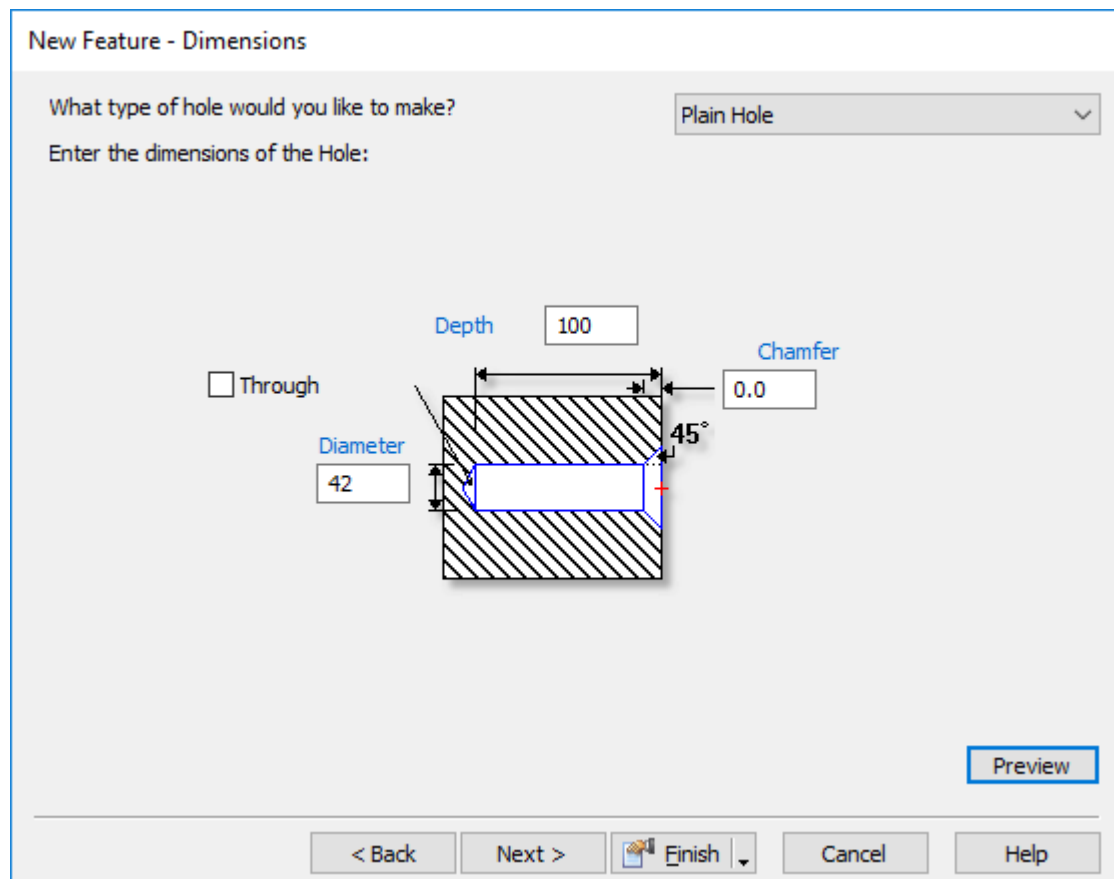 New Feature - Dimensions
What type of hole would you like to make?
Plain Hole
Enter the dimensions of the Hole:
Depth
100
Chamfer
0.0
Through
45°
Diameter
42
Preview
< Back
Next >
Finish
Cancel
Help